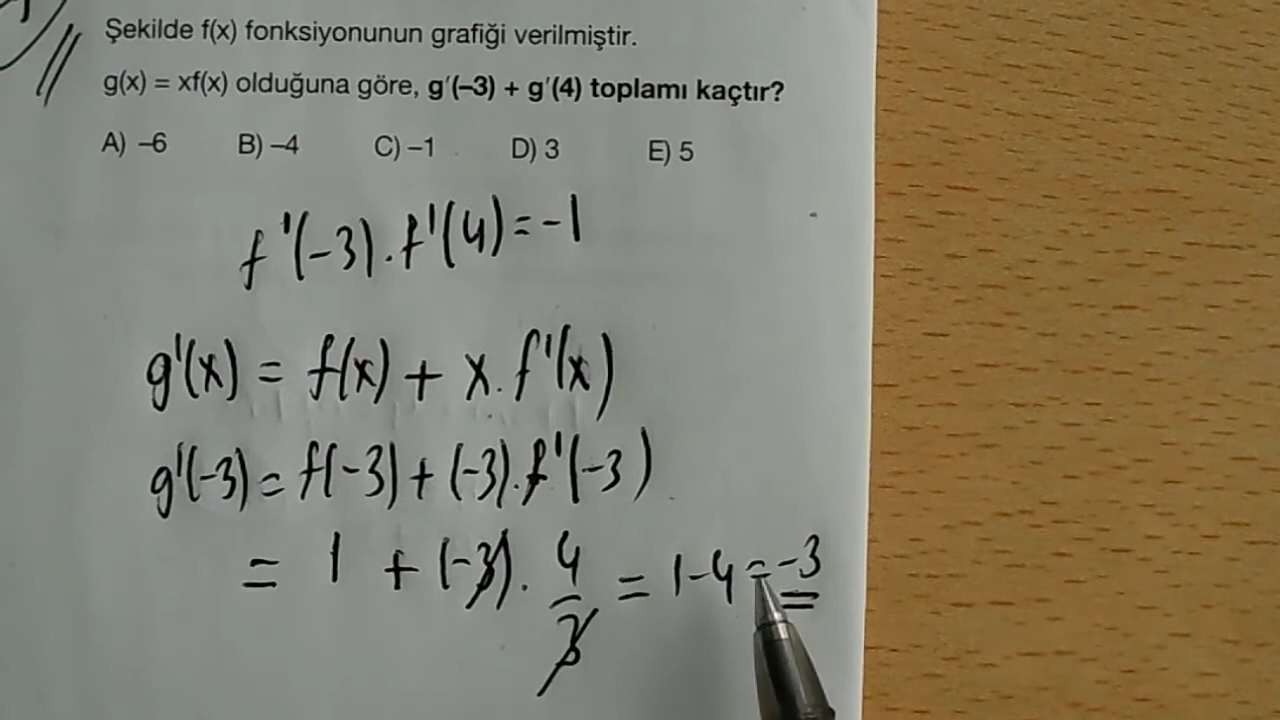 Şekilde f(x) fonksiyonunun grafiği verilmiştir.
g(x) = xf(x) olduğuna göre, g′(–3) + g′(4) toplamı kaçtır?
A) –6 B) –4 C) –1 D) 3 E) 5
f'(-3).f'(4)=-1
g'(x) = f(x) + x.f'(x)
g'(-3) = f(-3) + (-3).f'(-3)
= 1 + (-3). 4/3 = 1-4=-3